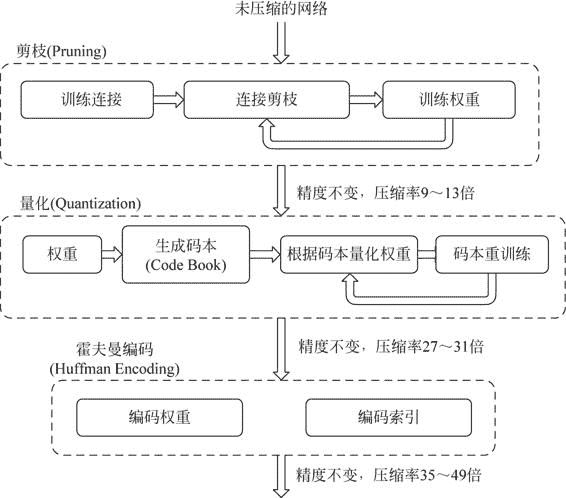 未压缩的网络
剪枝(Pruning)
训练连接
连接剪枝
训练权重
精度不变，压缩率9～13倍
量化(Quantization)
权重
生成码本
(Code Book)
根据码本量化权重
码本重训练
精度不变，压缩率27～31倍
霍夫曼编码
(Huffman Encoding)
编码权重
编码索引
精度不变，压缩率35～49倍